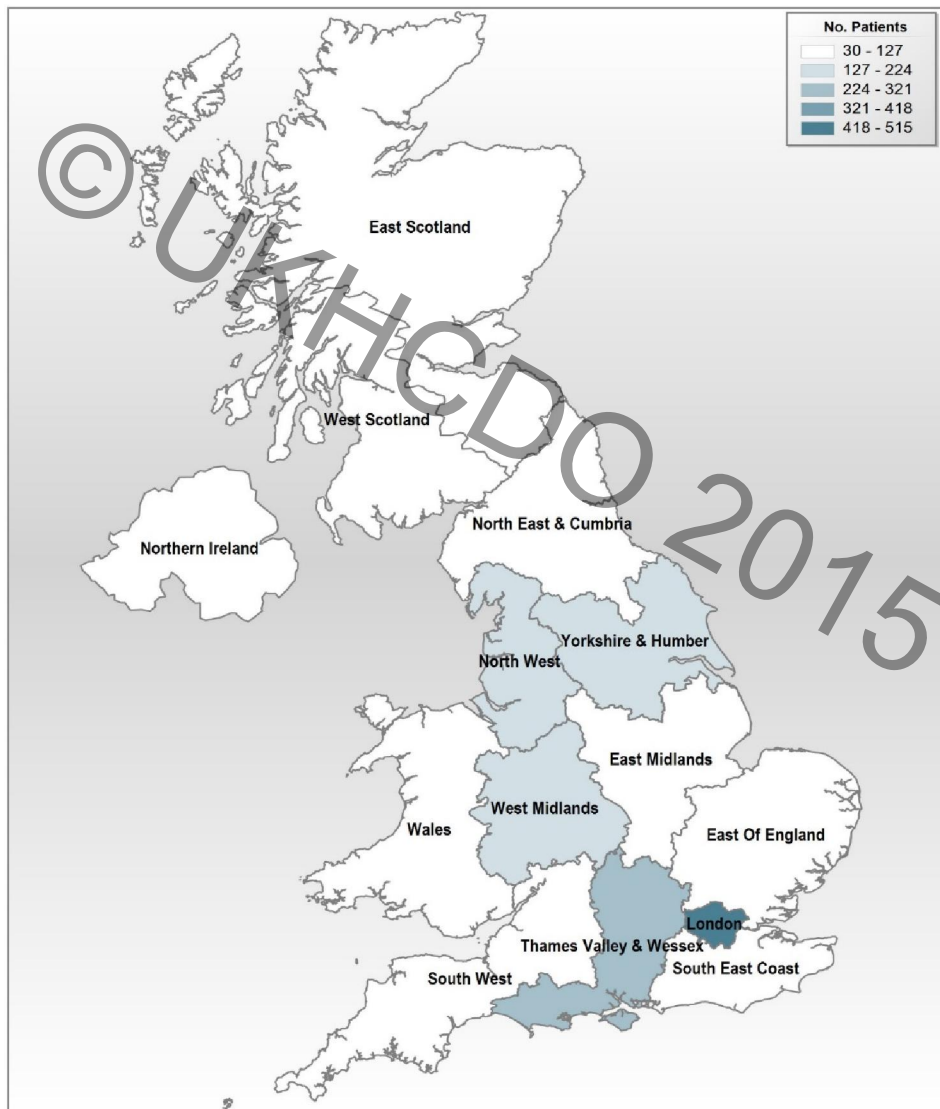 No. Patients
30 - 127
127 - 224
224 - 321
321 - 418
418 - 515
© UKHCDO 2015
East Scotland
West Scotland
North East & Cumbria
Northern Ireland
Yorkshire & Humber
North West
East Midlands
West Midlands
Wales
East Of England
London
Thames Valley & Wessex
South East Coast
South West